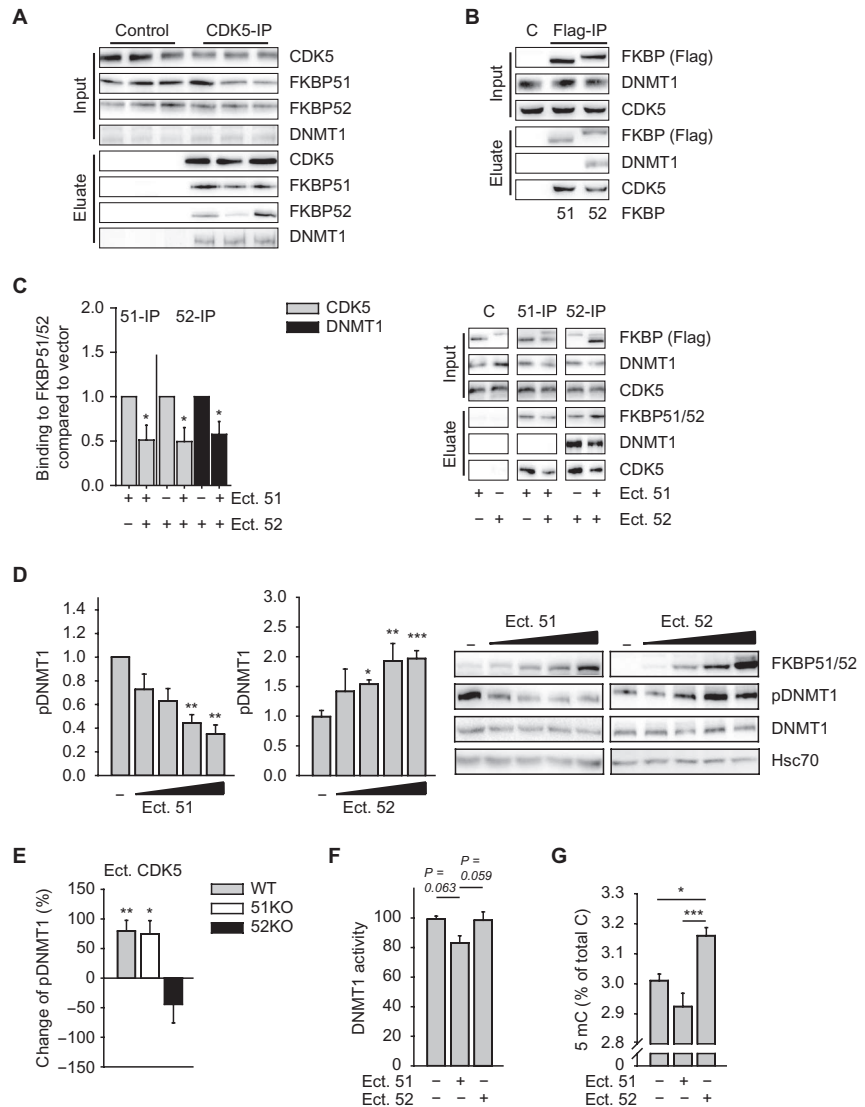 A
Control CDK5-IP
Input
CDK5
FKBP51
FKBP52
DNMT1
Eluate
CDK5
FKBP51
FKBP52
DNMT1
B
C Flag-IP
Input
FKBP (Flag)
DNMT1
CDK5
Eluate
FKBP (Flag)
DNMT1
CDK5
51 52 FKBP
C
Binding to FKBP51/52
compared to vector
2.0
1.5
1.0
0.5
0.0
51-IP 52-IP
CDK5
DNMT1
* * *
+ + − + − + Ect. 51
− + + + + + Ect. 52
C 51-IP 52-IP
Input
FKBP (Flag)
DNMT1
CDK5
Eluate
FKBP51/52
DNMT1
CDK5
+ − + + − + Ect. 51
− + − + + + Ect. 52
D
pDNMT1
1.4
1.2
1.0
0.8
0.6
0.4
0.2
0.0
** **
−
Ect. 51
pDNMT1
3.0
2.5
2.0
1.5
1.0
0.5
0.0
* ** ***
−
Ect. 52
Ect. 51 Ect. 52
− −
FKBP51/52
pDNMT1
DNMT1
Hsc70
E
Ect. CDK5
Change of pDNMT1 (%)
150
100
50
0
−50
−100
−150
** *
WT
51KO
52KO
F
P = 0.063
P = 0.059
DNMT1 activity
100
80
60
40
20
0
Ect. 51 − + −
Ect. 52 − − +
G
5 mC (% of total C)
3.3
3.2
3.1
3.0
2.9
2.8
0
*
***
Ect. 51 − + −
Ect. 52 − − +